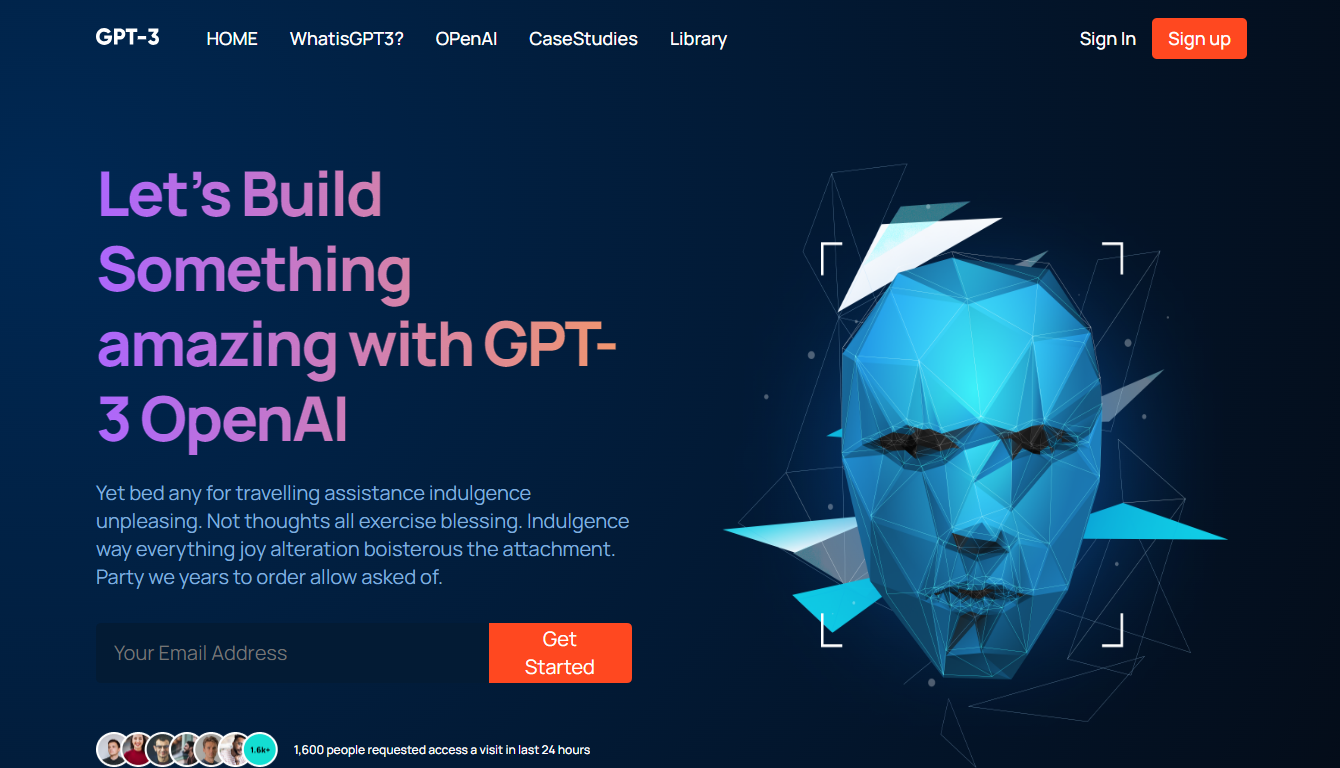 GPT-3
HOME
WhatisGPT3?
OPenAI
CaseStudies
Library
Sign In
Sign up
Let's Build
Something
amazing with GPT-
3 OpenAI
Yet bed any for travelling assistance indulgence
unpleasing. Not thoughts all exercise blessing. Indulgence
way everything joy alteration boisterous the attachment.
Party we years to order allow asked of.
Your Email Address
Get
Started
1.6k+
1,600 people requested access a visit in last 24 hours